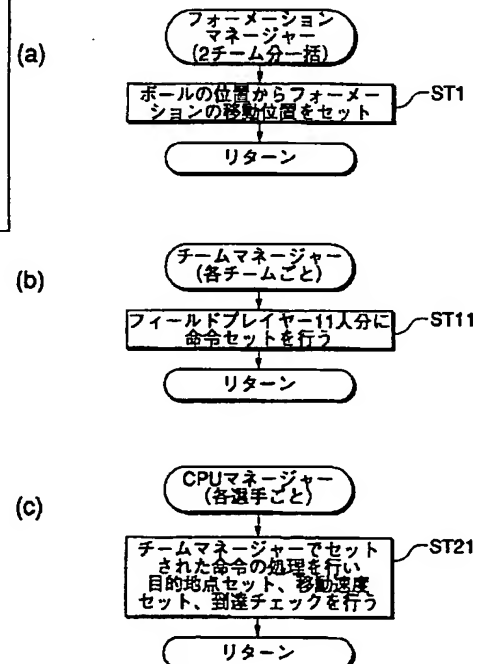 (a)
フォーメーション
マネージャー
(2チーム分一括)
ボールの位置からフォーメー
ションの移動位置をセット
ST1
リターン
(b)
チームマネージャー
(各チームごと)
フィールドプレイヤー11人分に
命令セットを行う
ST11
リターン
(c)
CPUマネージャー
(各選手ごと)
チームマネージャーでセット
された命令の処理を行い
目的地点セット、移動速度
セット、到達チェックを行う
ST21
リターン